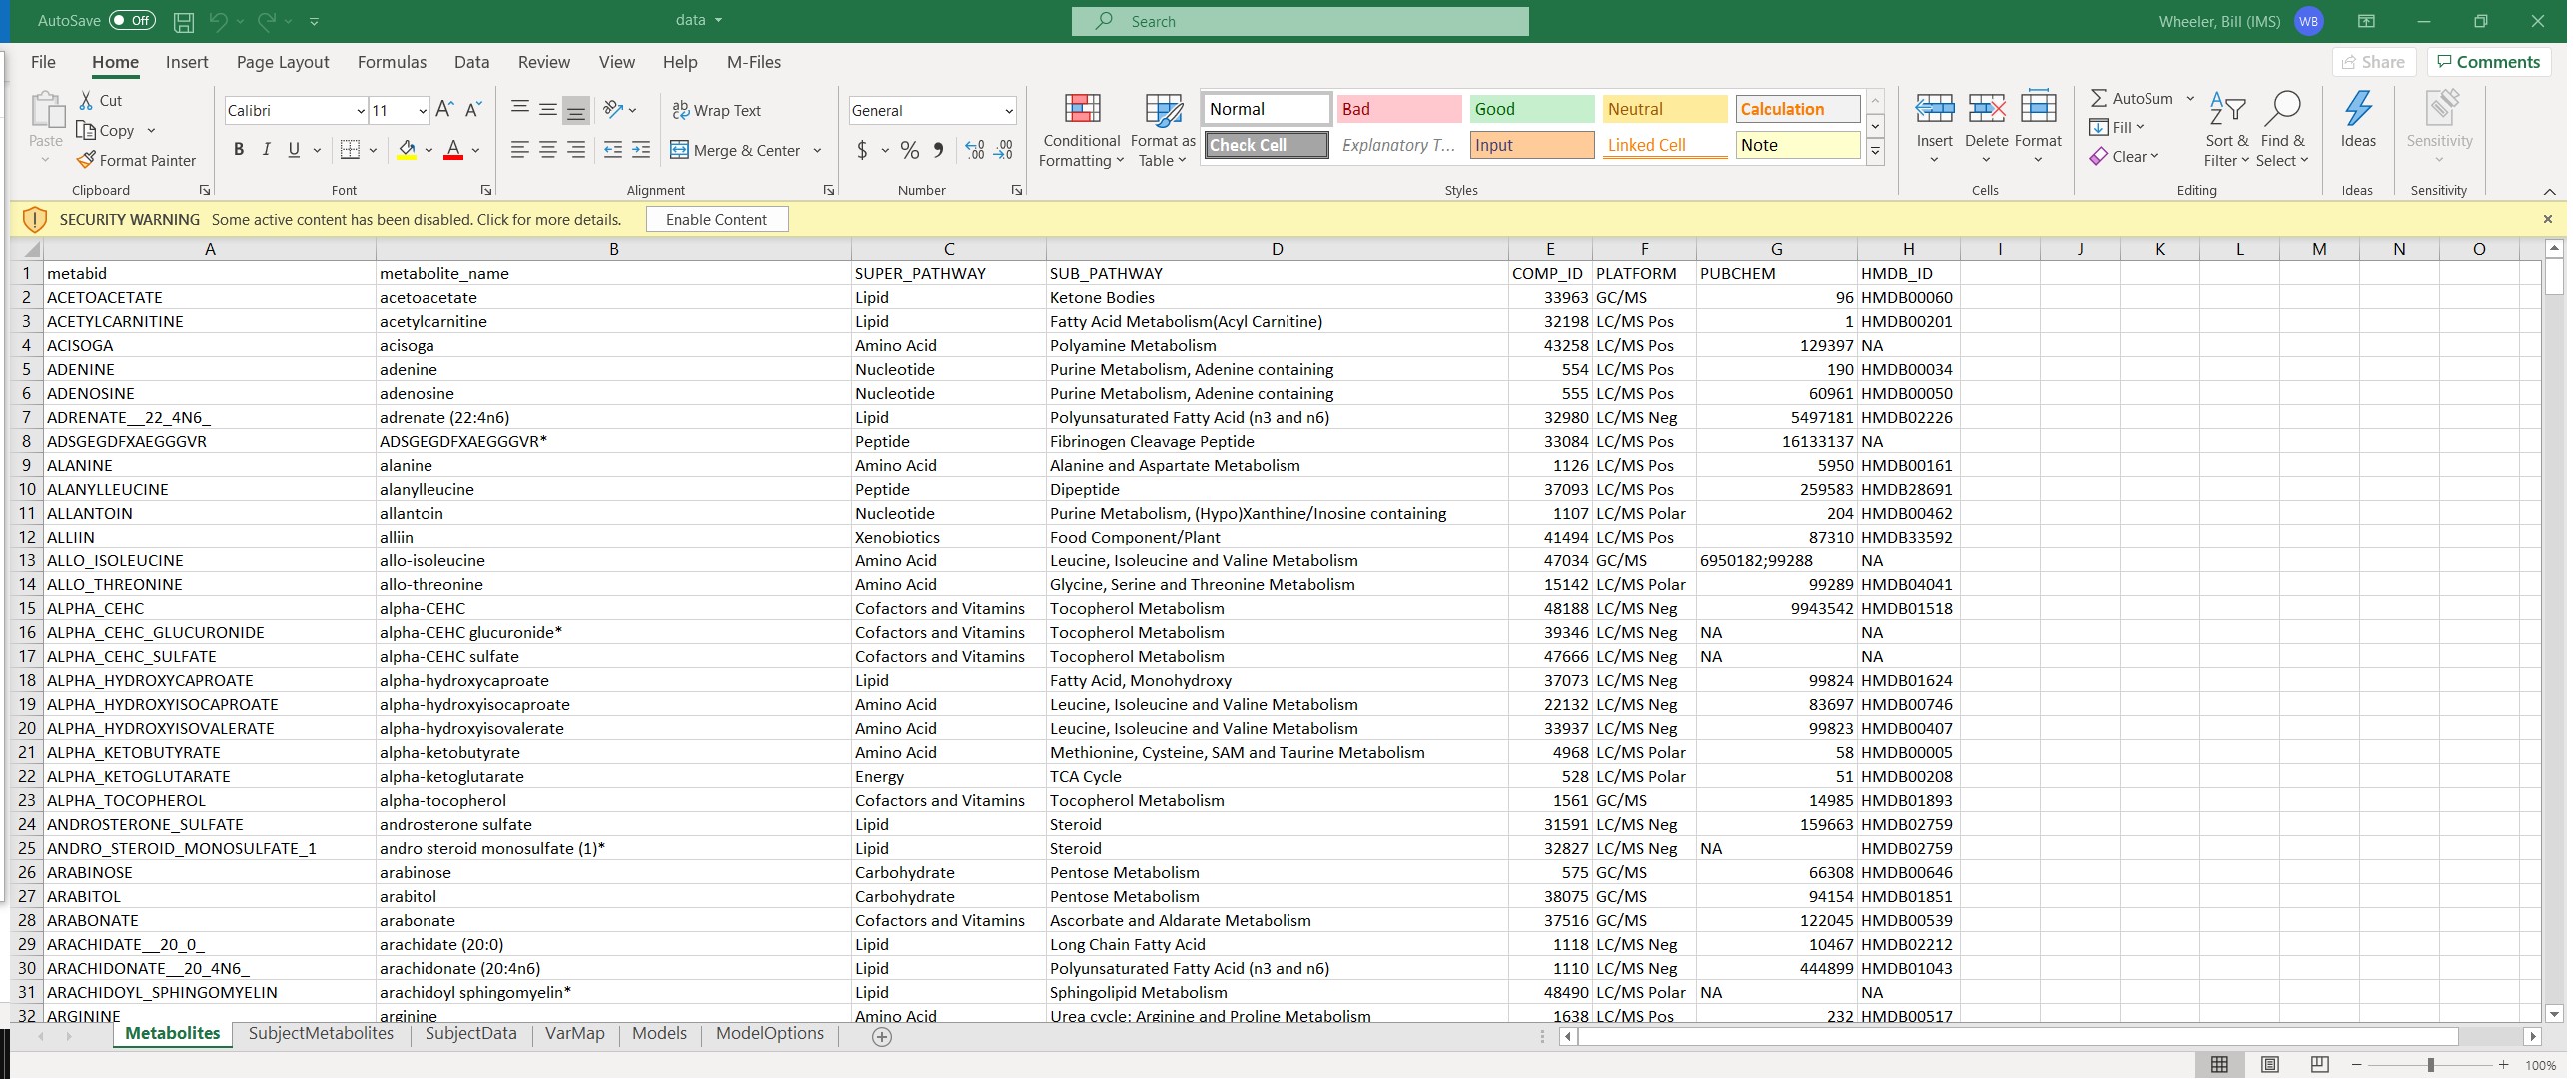 AutoSave Off data Search Wheeler, Bill (IMS) WB
File Home Insert Page Layout Formulas Data Review View Help M-Files Share Comments
Paste Cut Copy Format Painter Clipboard
Calibri 11 B I U A Font
Wrap Text Merge & Center Alignment
General $ % Number
Conditional Formatting Format as Table
Normal Bad Good Neutral Calculation
Check Cell Explanatory T... Input Linked Cell Note
Styles
Insert Delete Format Cells
AutoSum Fill Clear Sort & Filter Find & Select Editing
Ideas Ideas
Sensitivity Sensitivity
SECURITY WARNING Some active content has been disabled. Click for more details. Enable Content
A B C D E F G H I J K L M N O
1 metabid metabolite_name SUPER_PATHWAY SUB_PATHWAY COMP_ID PLATFORM PUBCHEM HMDB_ID
2 ACETOACETATE acetoacetate Lipid Ketone Bodies 33963 GC/MS 96 HMDB00060
3 ACETYLCARNITINE acetylcarnitine Lipid Fatty Acid Metabolism(Acyl Carnitine) 32198 LC/MS Pos 1 HMDB00201
4 ACISOGA acisoga Amino Acid Polyamine Metabolism 43258 LC/MS Pos 129397 NA
5 ADENINE adenine Nucleotide Purine Metabolism, Adenine containing 554 LC/MS Pos 190 HMDB00034
6 ADENOSINE adenosine Nucleotide Purine Metabolism, Adenine containing 555 LC/MS Pos 60961 HMDB00050
7 ADRENATE__22_4N6_ adrenate (22:4n6) Lipid Polyunsaturated Fatty Acid (n3 and n6) 32980 LC/MS Neg 5497181 HMDB02226
8 ADSGEGDFXAEGGGVR ADSGEGDFXAEGGGVR* Peptide Fibrinogen Cleavage Peptide 33084 LC/MS Pos 16133137 NA
9 ALANINE alanine Amino Acid Alanine and Aspartate Metabolism 1126 LC/MS Pos 5950 HMDB00161
10 ALANYLLEUCINE alanylleucine Peptide Dipeptide 37093 LC/MS Pos 259583 HMDB28691
11 ALLANTOIN allantoin Nucleotide Purine Metabolism, (Hypo)Xanthine/Inosine containing 1107 LC/MS Polar 204 HMDB00462
12 ALLIIN alliin Xenobiotics Food Component/Plant 41494 LC/MS Pos 87310 HMDB33592
13 ALLO_ISOLEUCINE allo-isoleucine Amino Acid Leucine, Isoleucine and Valine Metabolism 47034 GC/MS 6950182;99288 NA
14 ALLO_THREONINE allo-threonine Amino Acid Glycine, Serine and Threonine Metabolism 15142 LC/MS Polar 99289 HMDB04041
15 ALPHA_CEHC alpha-CEHC Cofactors and Vitamins Tocopherol Metabolism 48188 LC/MS Neg 9943542 HMDB01518
16 ALPHA_CEHC_GLUCURONIDE alpha-CEHC glucuronide* Cofactors and Vitamins Tocopherol Metabolism 39346 LC/MS Neg NA NA
17 ALPHA_CEHC_SULFATE alpha-CEHC sulfate Cofactors and Vitamins Tocopherol Metabolism 47666 LC/MS Neg NA NA
18 ALPHA_HYDROXYCAPROATE alpha-hydroxycaproate Lipid Fatty Acid, Monohydroxy 37073 LC/MS Neg 99824 HMDB01624
19 ALPHA_HYDROXYISOCAPROATE alpha-hydroxyisocaproate Amino Acid Leucine, Isoleucine and Valine Metabolism 22132 LC/MS Neg 83697 HMDB00746
20 ALPHA_HYDROXYISOVALERATE alpha-hydroxyisovalerate Amino Acid Leucine, Isoleucine and Valine Metabolism 33937 LC/MS Neg 99823 HMDB00407
21 ALPHA_KETOBUTYRATE alpha-ketobutyrate Amino Acid Methionine, Cysteine, SAM and Taurine Metabolism 4968 LC/MS Polar 58 HMDB00005
22 ALPHA_KETOGLUTARATE alpha-ketoglutarate Energy TCA Cycle 528 LC/MS Polar 51 HMDB00208
23 ALPHA_TOCOPHEROL alpha-tocopherol Cofactors and Vitamins Tocopherol Metabolism 1561 GC/MS 14985 HMDB01893
24 ANDROSTERONE_SULFATE androsterone sulfate Lipid Steroid 31591 LC/MS Neg 159663 HMDB02759
25 ANDRO_STEROID_MONOSULFATE_1 andro steroid monosulfate (1)* Lipid Steroid 32827 LC/MS Neg NA HMDB02759
26 ARABINOSE arabinose Carbohydrate Pentose Metabolism 575 GC/MS 66308 HMDB00646
27 ARABITOL arabitol Carbohydrate Pentose Metabolism 38075 GC/MS 94154 HMDB01851
28 ARABONATE arabonate Cofactors and Vitamins Ascorbate and Aldarate Metabolism 37516 GC/MS 122045 HMDB00539
29 ARACHIDATE__20_0_ arachidate (20:0) Lipid Long Chain Fatty Acid 1118 LC/MS Neg 10467 HMDB02212
30 ARACHIDONATE__20_4N6_ arachidonate (20:4n6) Lipid Polyunsaturated Fatty Acid (n3 and n6) 1110 LC/MS Neg 444899 HMDB01043
31 ARACHIDOYL_SPHINGOMYELIN arachidoyl sphingomyelin* Lipid Sphingolipid Metabolism 48490 LC/MS Polar NA NA
32 ARGININE arginine Amino Acid Urea cycle; Arginine and Proline Metabolism 1638 LC/MS Pos 232 HMDB00517
Metabolites SubjectMetabolites SubjectData VarMap Models ModelOptions
100%